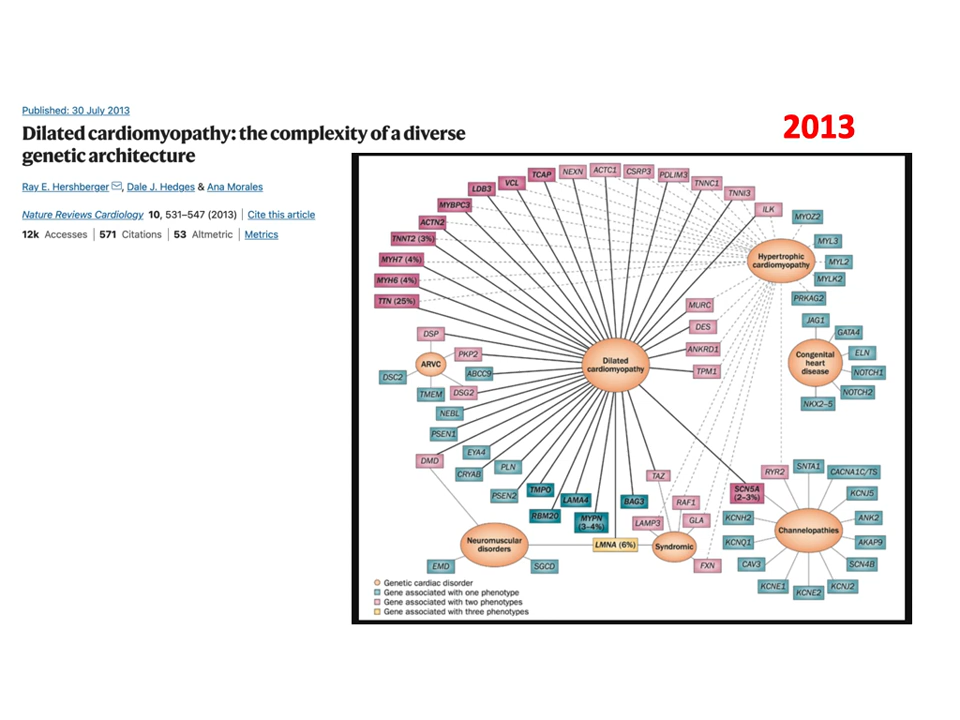 Published: 30 July 2013
Dilated cardiomyopathy: the complexity of a diverse
genetic architecture
Ray E. Hershberger, Dale J. Hedges & Ana Morales
Nature Reviews Cardiology 10, 531–547 (2013) | Cite this article
12k Accesses | 571 Citations | 53 Altmetric | Metrics
2013
TCAP
NEXN
ACTC1
CSRP3
PDLIM3
TNNC1
TNNI3
ILK
VCL
LDB3
MYBPC3
ACTN2
TNNT2 (3%)
MYH7 (4%)
MYH6 (4%)
TTN (25%)
MYOZ2
MYL3
MYL2
MYLK2
PRKAG2
Hypertrophic
cardiomyopathy
MURC
DES
ANKRD1
TPM1
Dilated
cardiomyopathy
JAG1
GATA4
ELN
NOTCH1
NOTCH2
NKX2–5
Congenital
heart
disease
DSP
PKP2
ARVC
ABCC9
DSC2
TMEM
DSG2
NEBL
PSEN1
EYA4
DMD
CRYAB
PLN
PSEN2
TMPO
RBM20
LAMA4
MYPN
(3–4%)
BAG3
TAZ
RAF1
LAMP3
GLA
FXN
LMNA (6%)
Syndromic
Neuromuscular
disorders
EMD
SGCD
SCN5A
(2–3%)
RYR2
SNTA1
CACNA1C/TS
KCNJ5
ANK2
AKAP9
SCN4B
KCNJ2
KCNE2
KCNE1
CAV3
KCNQ1
KCNH2
Channelopathies
Genetic cardiac disorder
Gene associated with one phenotype
Gene associated with two phenotypes
Gene associated with three phenotypes